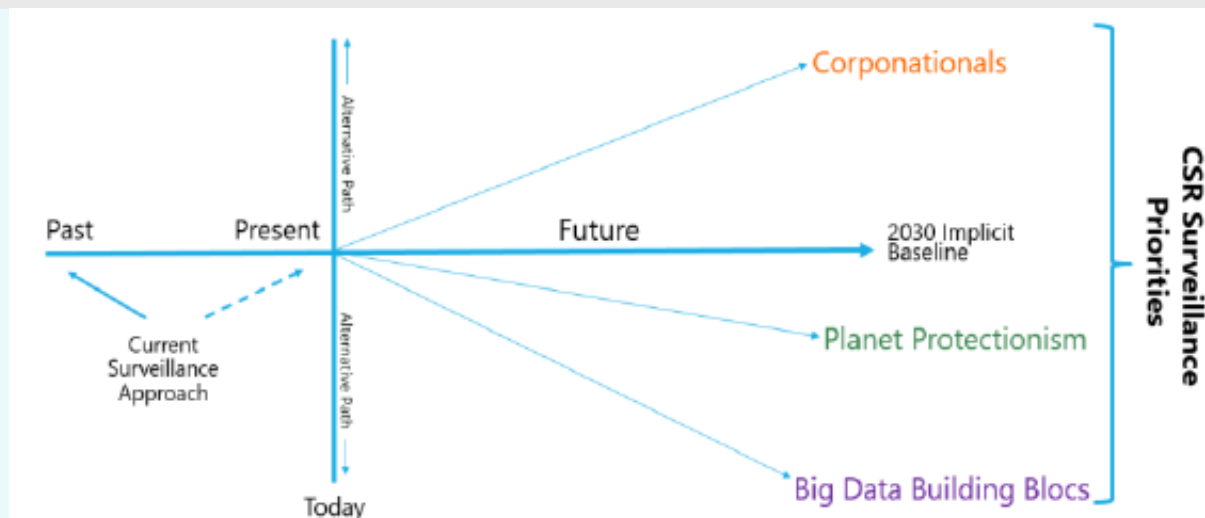 Corponationals
Alternative Path
Past
Present
Future
2030 Implicit
Baseline
CSR Surveillance
Priorities
Current
Surveillance
Approach
Alternative Path
Planet Protectionism
Big Data Building Blocs
Today